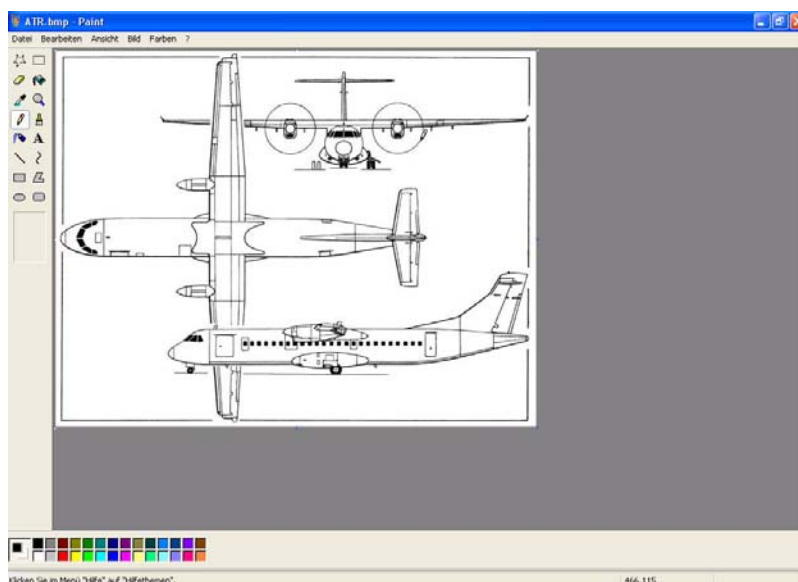 ATR.bmp - Paint
Datei Bearbeiten Ansicht Bild Farben ?
A
Klicken Sie im Menü "Hilfe" auf "Hilfethemen".
466,115